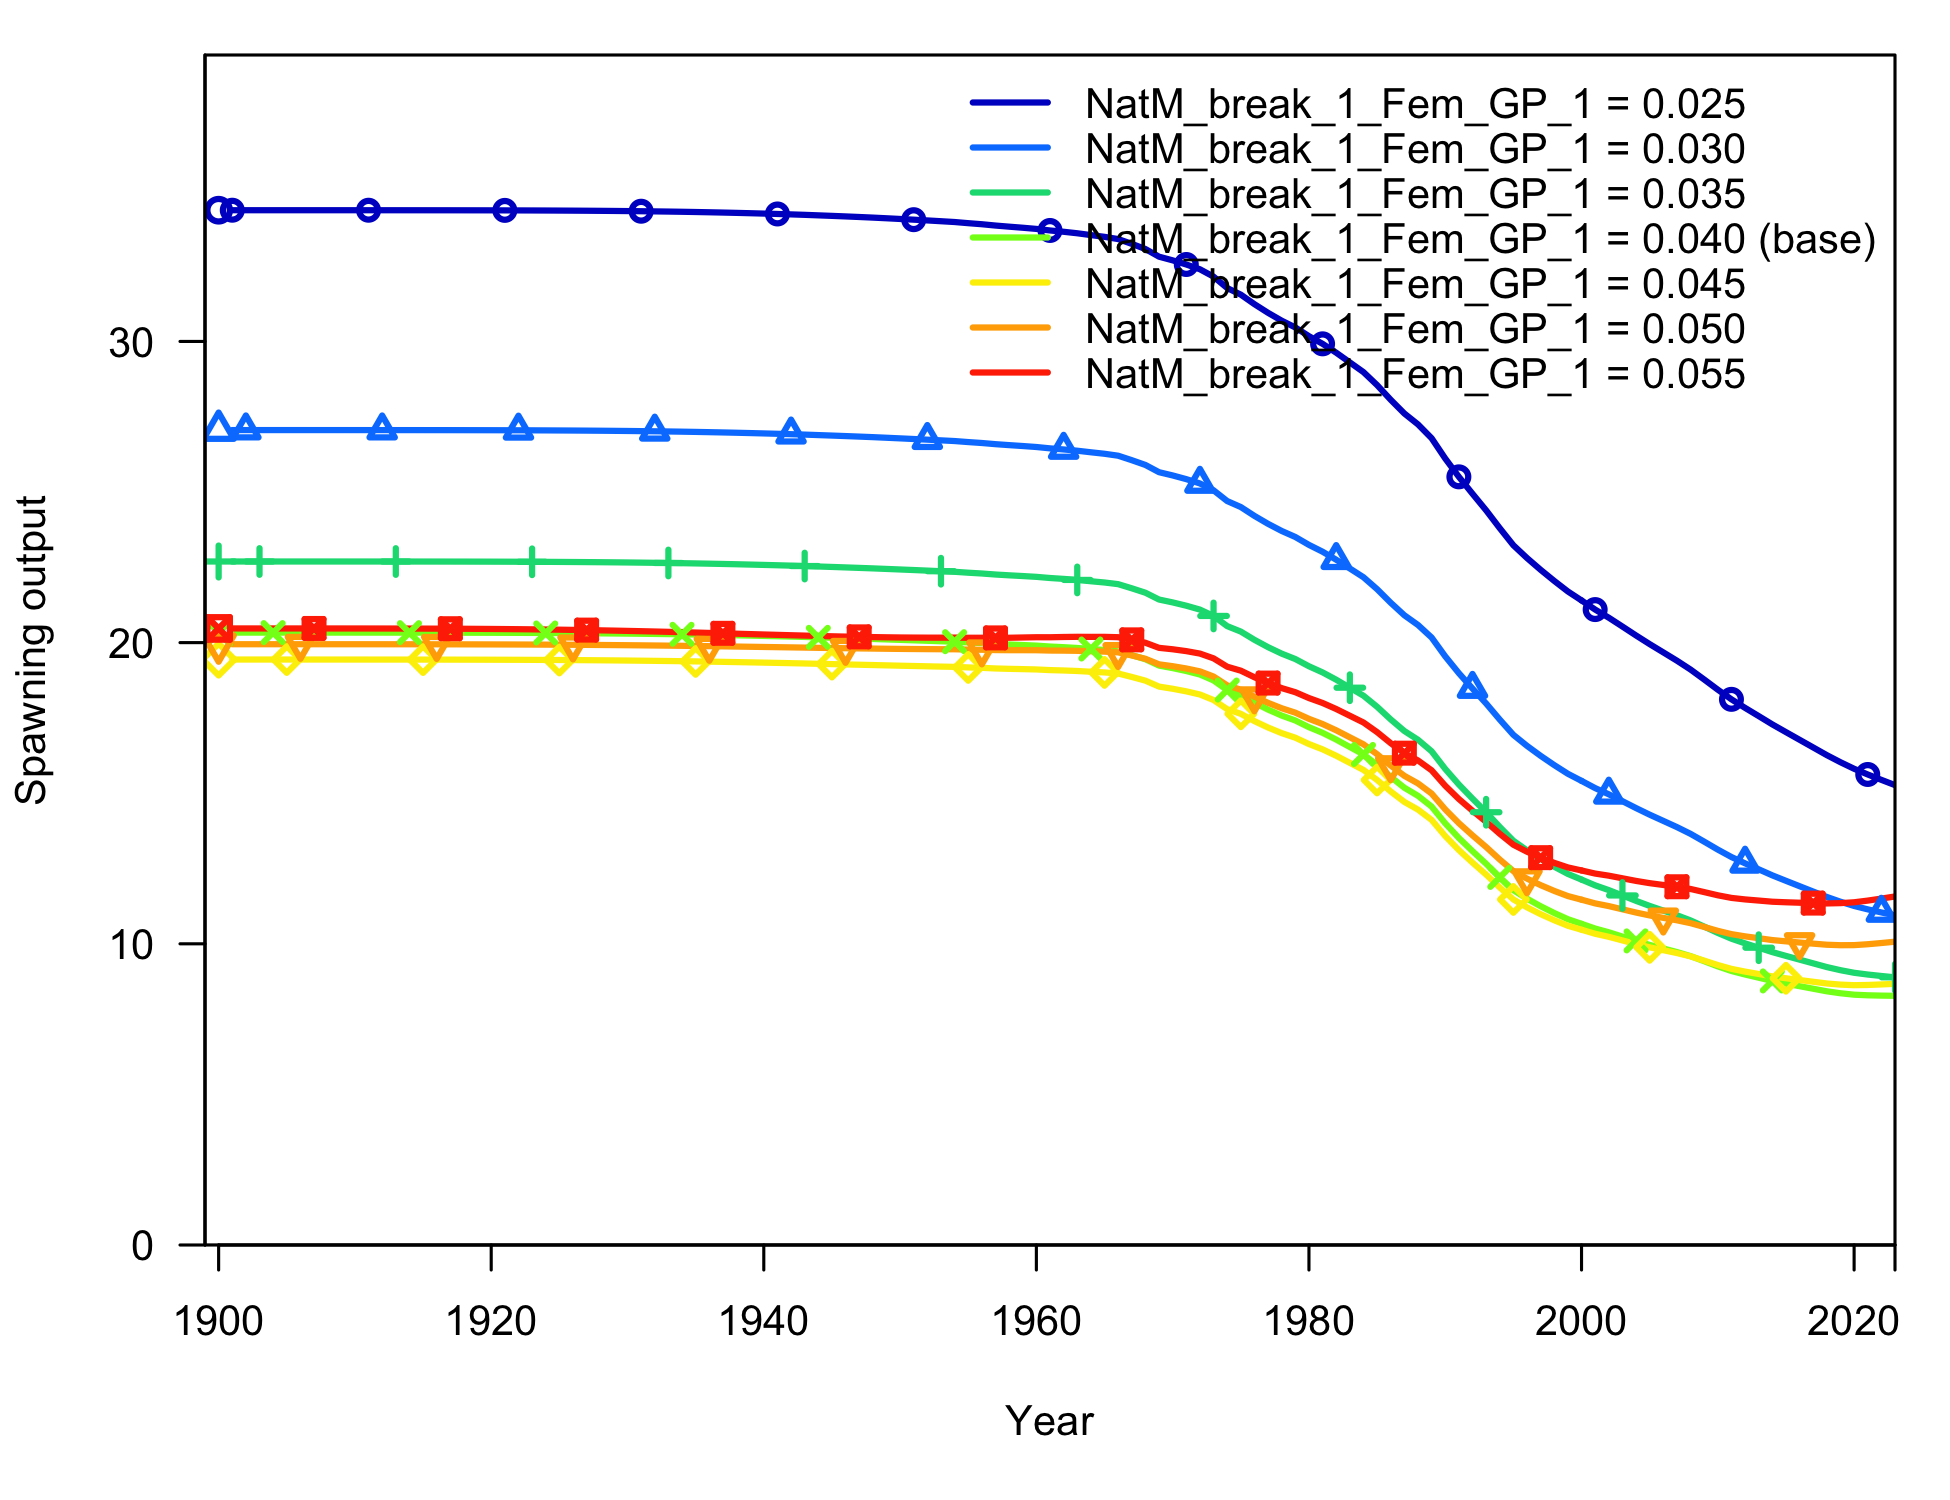 NatM_break_1_Fem_GP_1 = 0.025
NatM_break_1_Fem_GP_1 = 0.030
NatM_break_1_Fem_GP_1 = 0.035
NatM_break_1_Fem_GP_1 = 0.040 (base)
NatM_break_1_Fem_GP_1 = 0.045
NatM_break_1_Fem_GP_1 = 0.050
NatM_break_1_Fem_GP_1 = 0.055
Spawning output
30
20
10
0
1900 1920 1940 1960 1980 2000 2020
Year